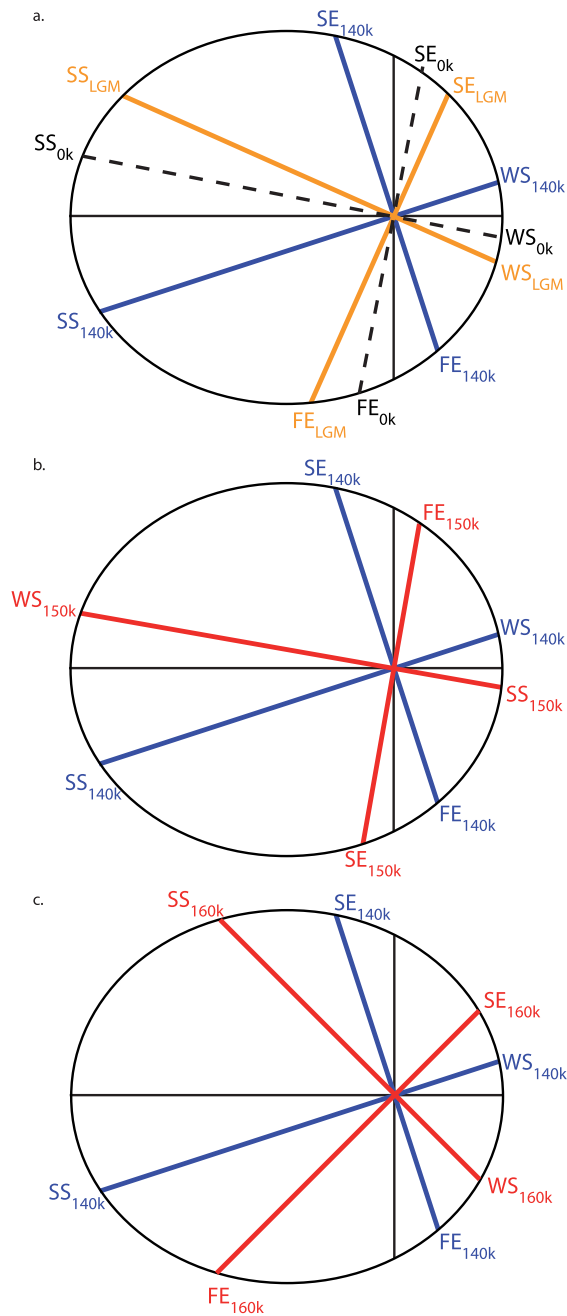 a.
SE140k
SE0k
SSLGM
SELGM
SS0k
WS140k
WS0k
WSLGM
SS140k
FE140k
FELGM
FE0k
b.
SE140k
FE150k
WS150k
WS140k
SS150k
SS140k
FE140k
SE150k
c.
SS160k
SE140k
SE160k
WS140k
SS140k
WS160k
FE140k
FE160k